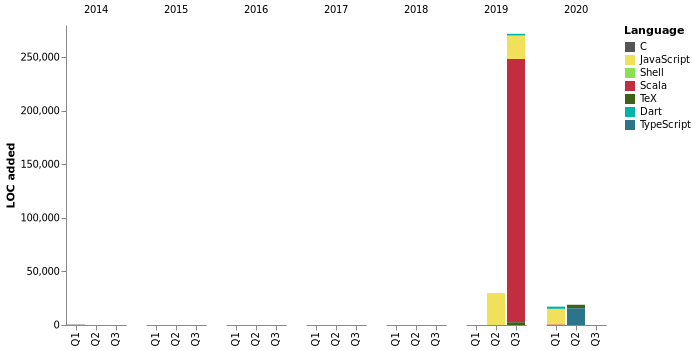 2014 2015 2016 2017 2018 2019 2020
Language
C
JavaScript
Shell
Scala
TeX
Dart
TypeScript
LOC added
250,000
200,000
150,000
100,000
50,000
0
Q1 Q2 Q3 Q1 Q2 Q3 Q1 Q2 Q3 Q1 Q2 Q3 Q1 Q2 Q3 Q1 Q2 Q3 Q1 Q2 Q3